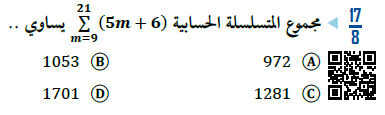 17/8 مجموع المتسلسلة الحسابية ∑_{m=9}^{21} (5m + 6) يساوي ..
972 Ⓐ 1053 Ⓑ
1281 Ⓒ 1701 Ⓓ